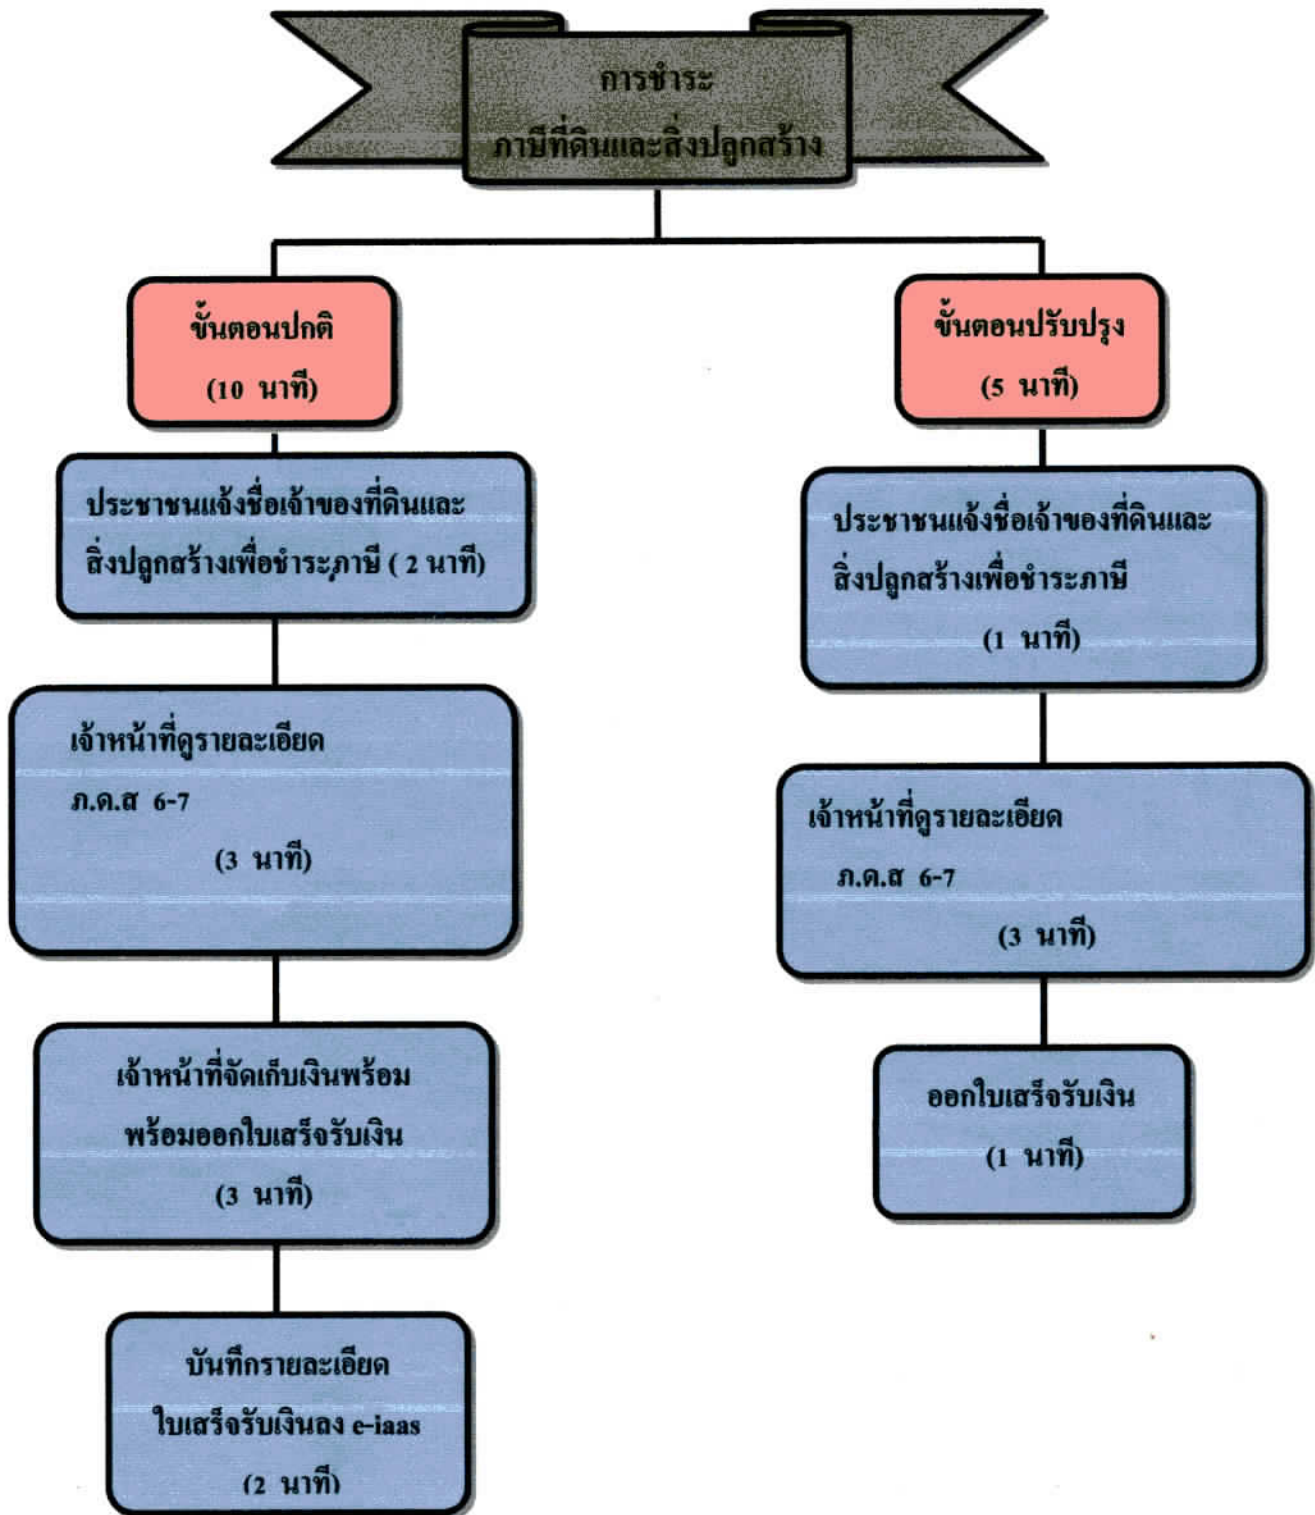 การชำระ
ภาษีที่ดินและสิ่งปลูกสร้าง
ขั้นตอนปกติ
(10 นาที)
ประชาชนแจ้งชื่อเจ้าของที่ดินและ
สิ่งปลูกสร้างเพื่อชำระภาษี ( 2 นาที)
เจ้าหน้าที่ดูรายละเอียด
ภ.ด.ส 6-7
(3 นาที)
เจ้าหน้าที่จัดเก็บเงินพร้อม
พร้อมออกใบเสร็จรับเงิน
(3 นาที)
บันทึกรายละเอียด
ใบเสร็จรับเงินลง e-iaas
(2 นาที)
ขั้นตอนปรับปรุง
(5 นาที)
ประชาชนแจ้งชื่อเจ้าของที่ดินและ
สิ่งปลูกสร้างเพื่อชำระภาษี
(1 นาที)
เจ้าหน้าที่ดูรายละเอียด
ภ.ด.ส 6-7
(3 นาที)
ออกใบเสร็จรับเงิน
(1 นาที)